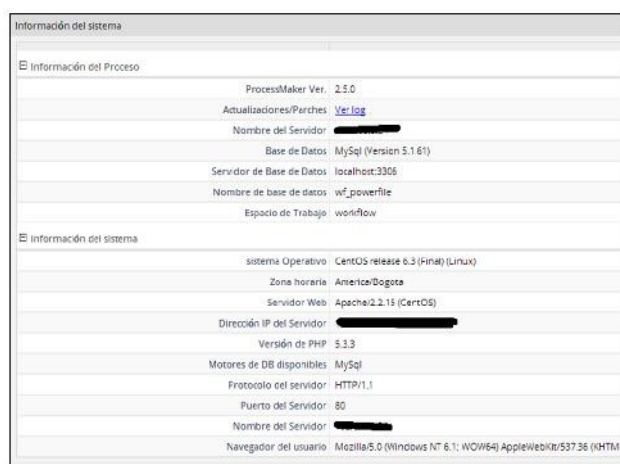 Información del sistema
Información del Proceso
ProcessMaker Ver. 2.5.0
Actualizaciones/Parches Ver log
Nombre del Servidor
Base de Datos MySql (Version 5.1.61)
Servidor de Base de Datos localhost:3306
Nombre de base de datos wf_powerfile
Espacio de Trabajo workflow
Información del sistema
sistema Operativo CentOS release 6.3 (Final) (Linux)
Zona horaria America/Bogota
Servidor Web Apache/2.2.15 (CentOS)
Dirección IP del Servidor
Versión de PHP 5.3.3
Motores de DB disponibles MySql
Protocolo del servidor HTTP/1.1
Puerto del Servidor 80
Nombre del Servidor
Navegador del usuario Mozilla/5.0 (Windows NT 6.1; WOW64) AppleWebKit/537.36 (KHTM